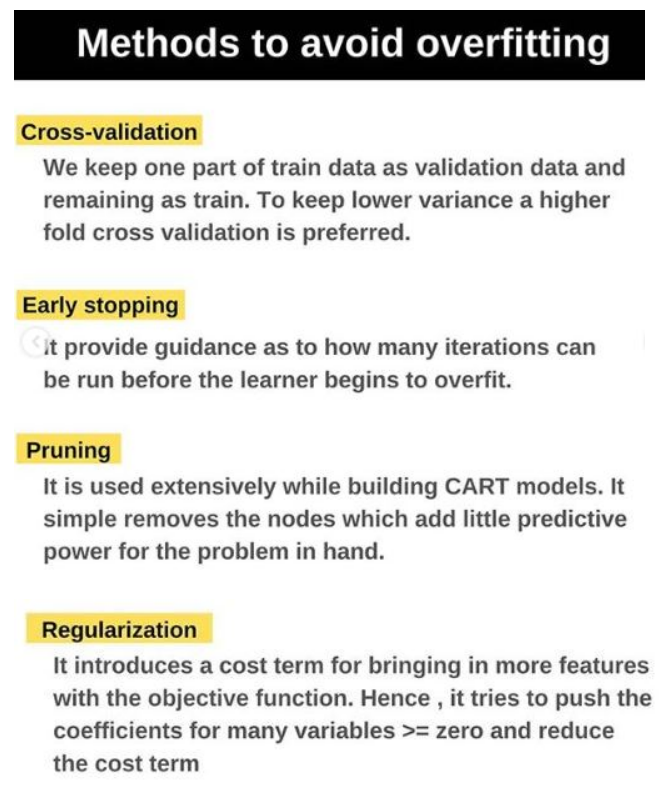 Methods to avoid overfitting
Cross-validation
We keep one part of train data as validation data and
remaining as train. To keep lower variance a higher
fold cross validation is preferred.
Early stopping
It provide guidance as to how many iterations can
be run before the learner begins to overfit.
Pruning
It is used extensively while building CART models. It
simple removes the nodes which add little predictive
power for the problem in hand.
Regularization
It introduces a cost term for bringing in more features
with the objective function. Hence , it tries to push the
coefficients for many variables >= zero and reduce
the cost term